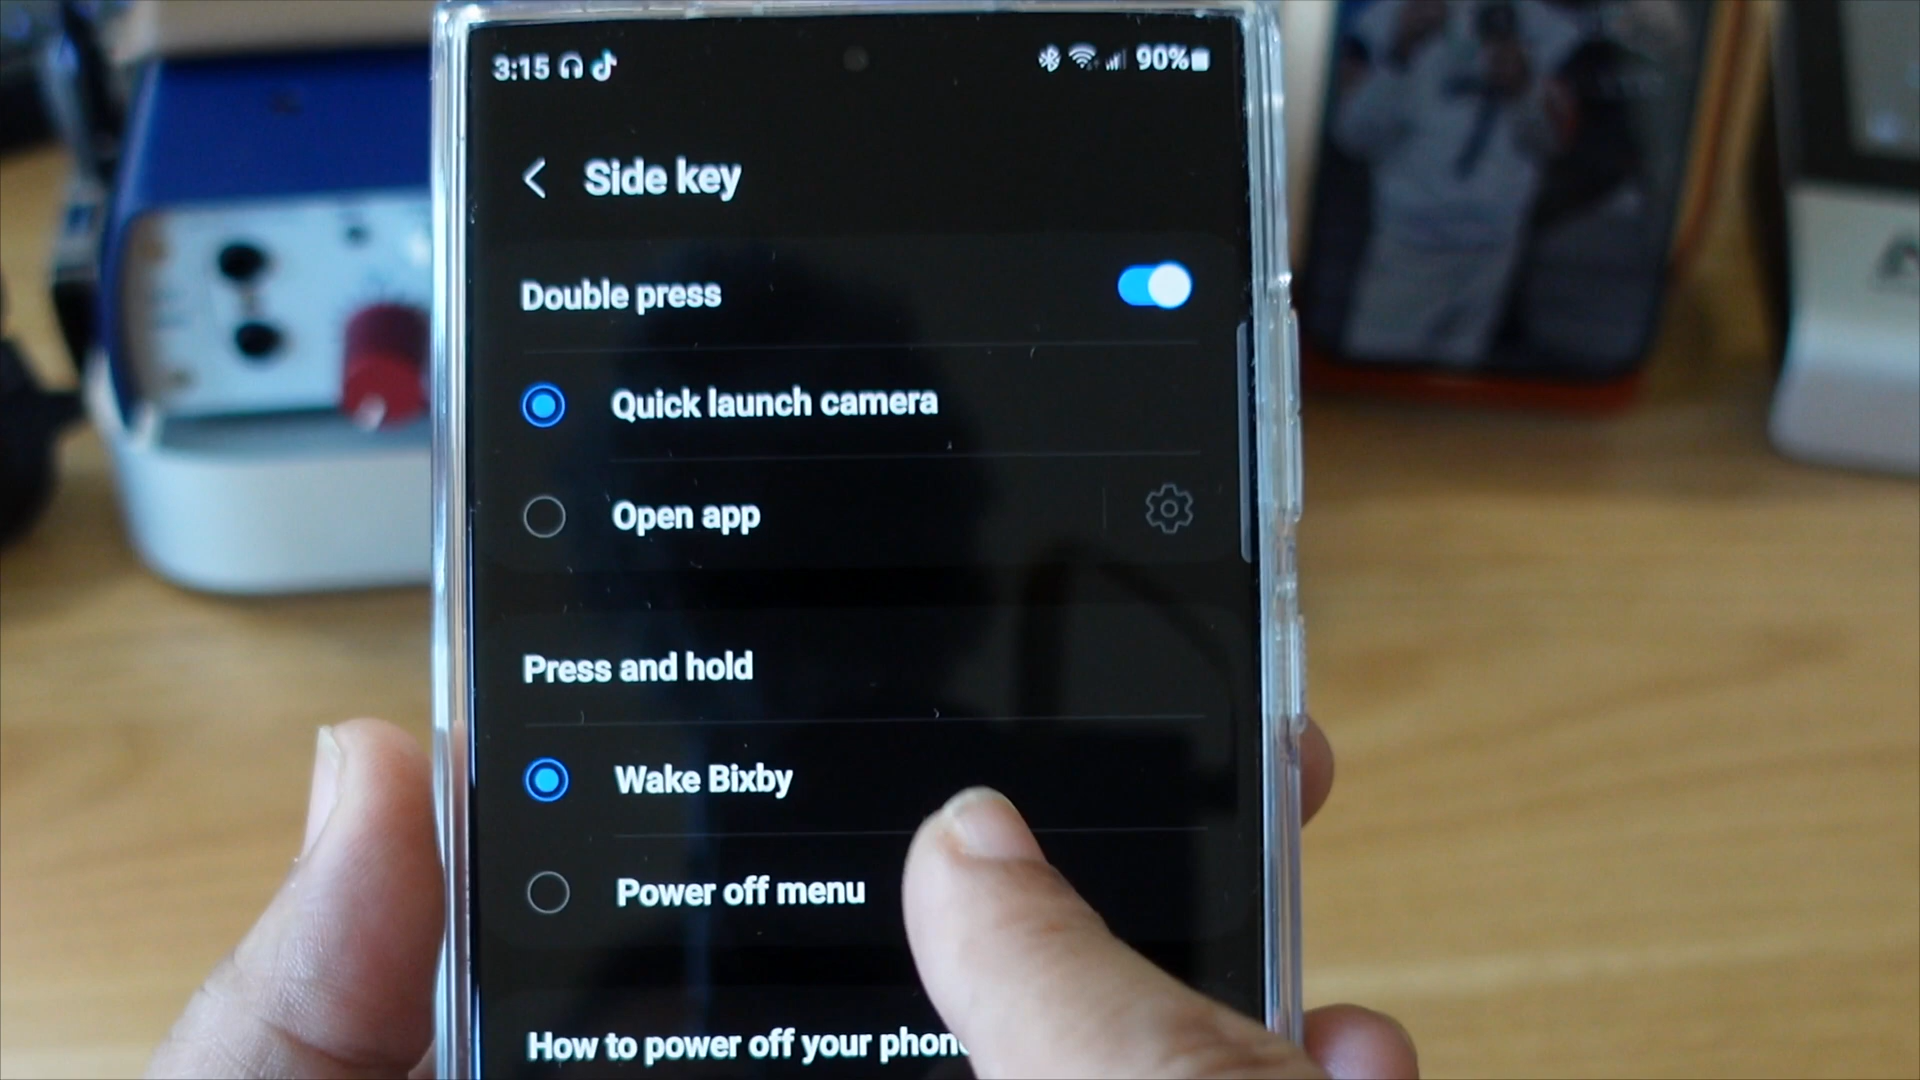 3:15 90%
Side key
Double press
Quick launch camera
Open app
Press and hold
Wake Bixby
Power off menu
How to power off your phone